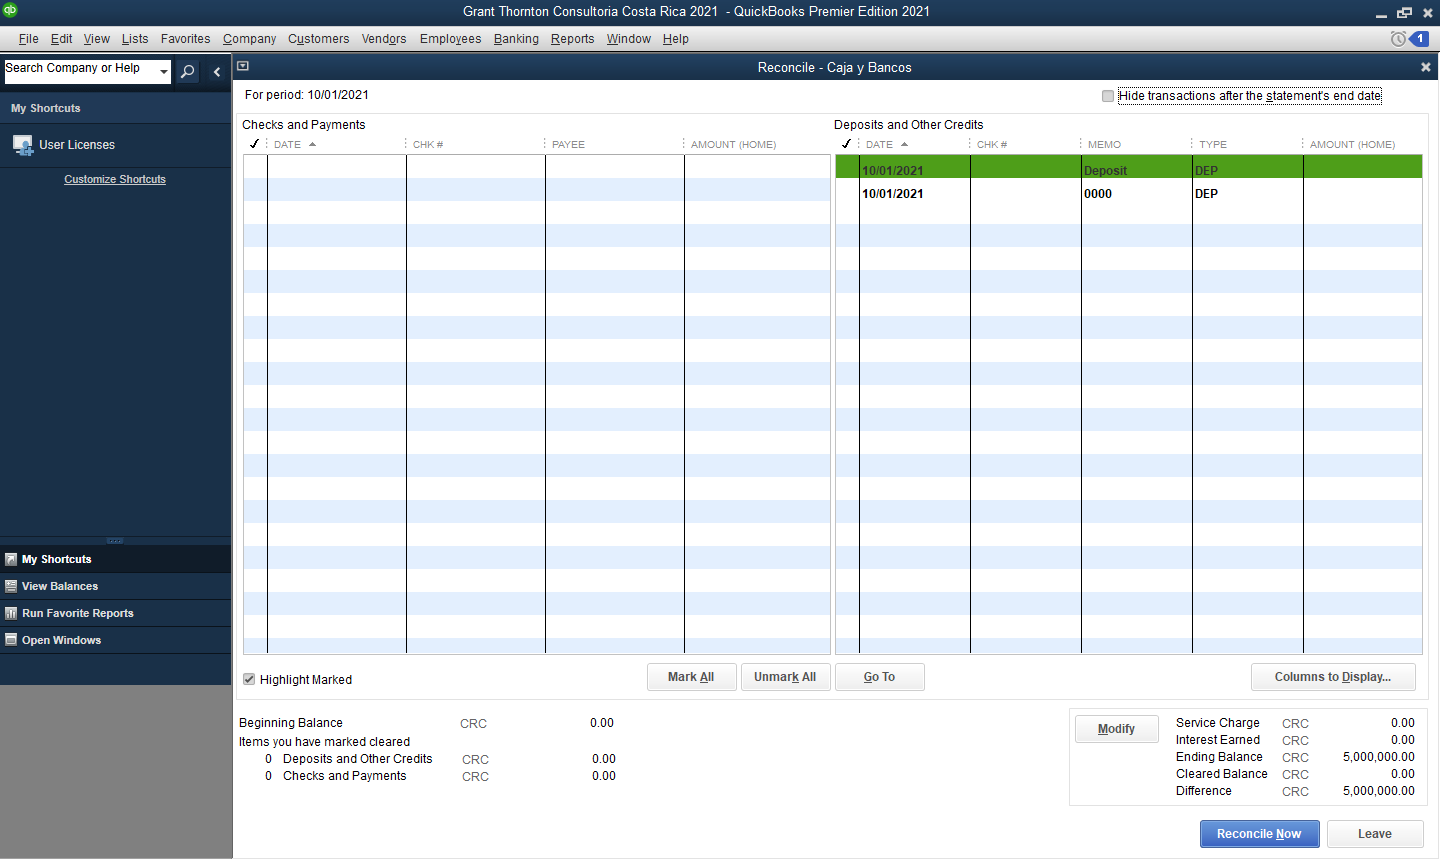 Grant Thornton Consultoria Costa Rica 2021 - QuickBooks Premier Edition 2021
File Edit View Lists Favorites Company Customers Vendors Employees Banking Reports Window Help
1
Search Company or Help
My Shortcuts
User Licenses
Customize Shortcuts
My Shortcuts
View Balances
Run Favorite Reports
Open Windows
Reconcile - Caja y Bancos
For period: 10/01/2021
Hide transactions after the statement's end date
Checks and Payments
DATE CHK # PAYEE AMOUNT (HOME)
Deposits and Other Credits
DATE CHK # MEMO TYPE AMOUNT (HOME)
10/01/2021 Deposit DEP
10/01/2021 0000 DEP
Highlight Marked
Mark All
Unmark All
Go To
Columns to Display...
Beginning Balance CRC 0.00
Items you have marked cleared
0 Deposits and Other Credits CRC 0.00
0 Checks and Payments CRC 0.00
Modify
Service Charge CRC 0.00
Interest Earned CRC 0.00
Ending Balance CRC 5,000,000.00
Cleared Balance CRC 0.00
Difference CRC 5,000,000.00
Reconcile Now
Leave